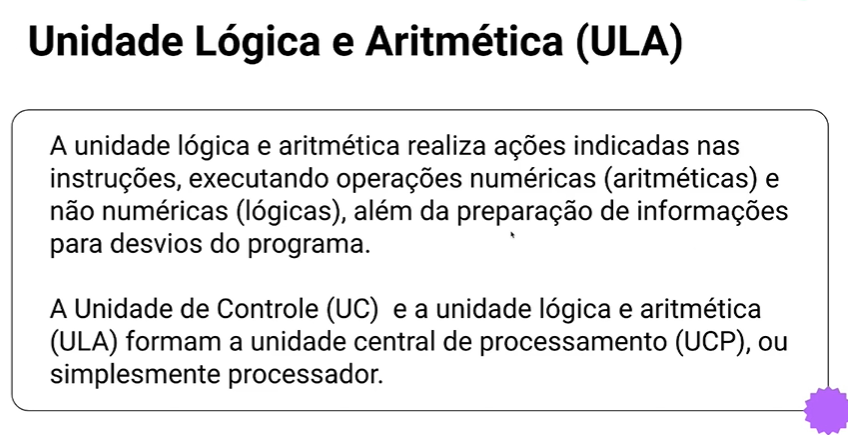 Unidade Lógica e Aritmética (ULA)
A unidade lógica e aritmética realiza ações indicadas nas
instruções, executando operações numéricas (aritméticas) e
não numéricas (lógicas), além da preparação de informações
para desvios do programa.
A Unidade de Controle (UC)  e a unidade lógica e aritmética
(ULA) formam a unidade central de processamento (UCP), ou
simplesmente processador.